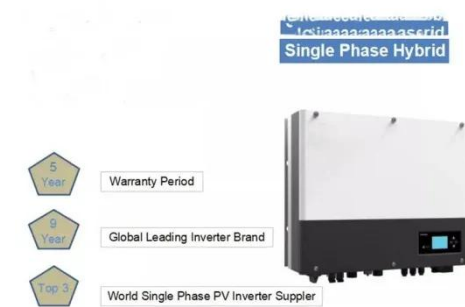 Single Phase Hybrid
5
Year
Warranty Period
9
Year
Global Leading Inverter Brand
Top 3
World Single Phase PV Inverter Suppler